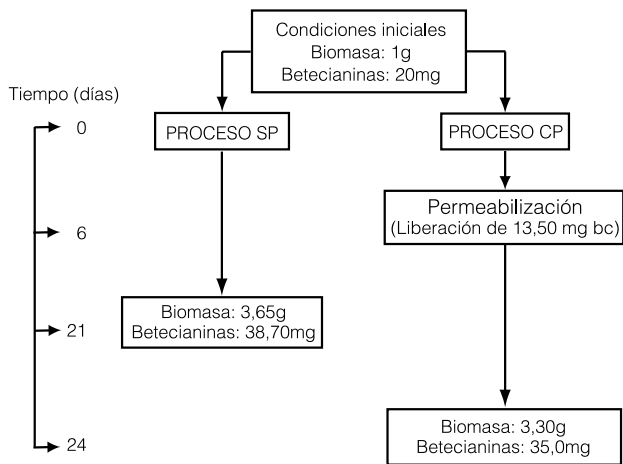 Condiciones iniciales
Biomasa: 1g
Betecianinas: 20mg
Tiempo (días)
0
PROCESO SP
PROCESO CP
Permeabilización
(Liberación de 13,50 mg bc)
6
Biomasa: 3,65g
Betecianinas: 38,70mg
21
Biomasa: 3,30g
Betecianinas: 35,0mg
24